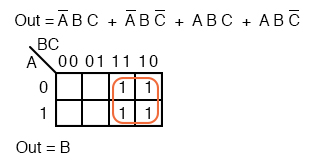 Out = A̅ B C + A̅ B C̅ + A B C + A B C̅
BC
A 00 01 11 10
0 1 1
1 1 1
Out = B